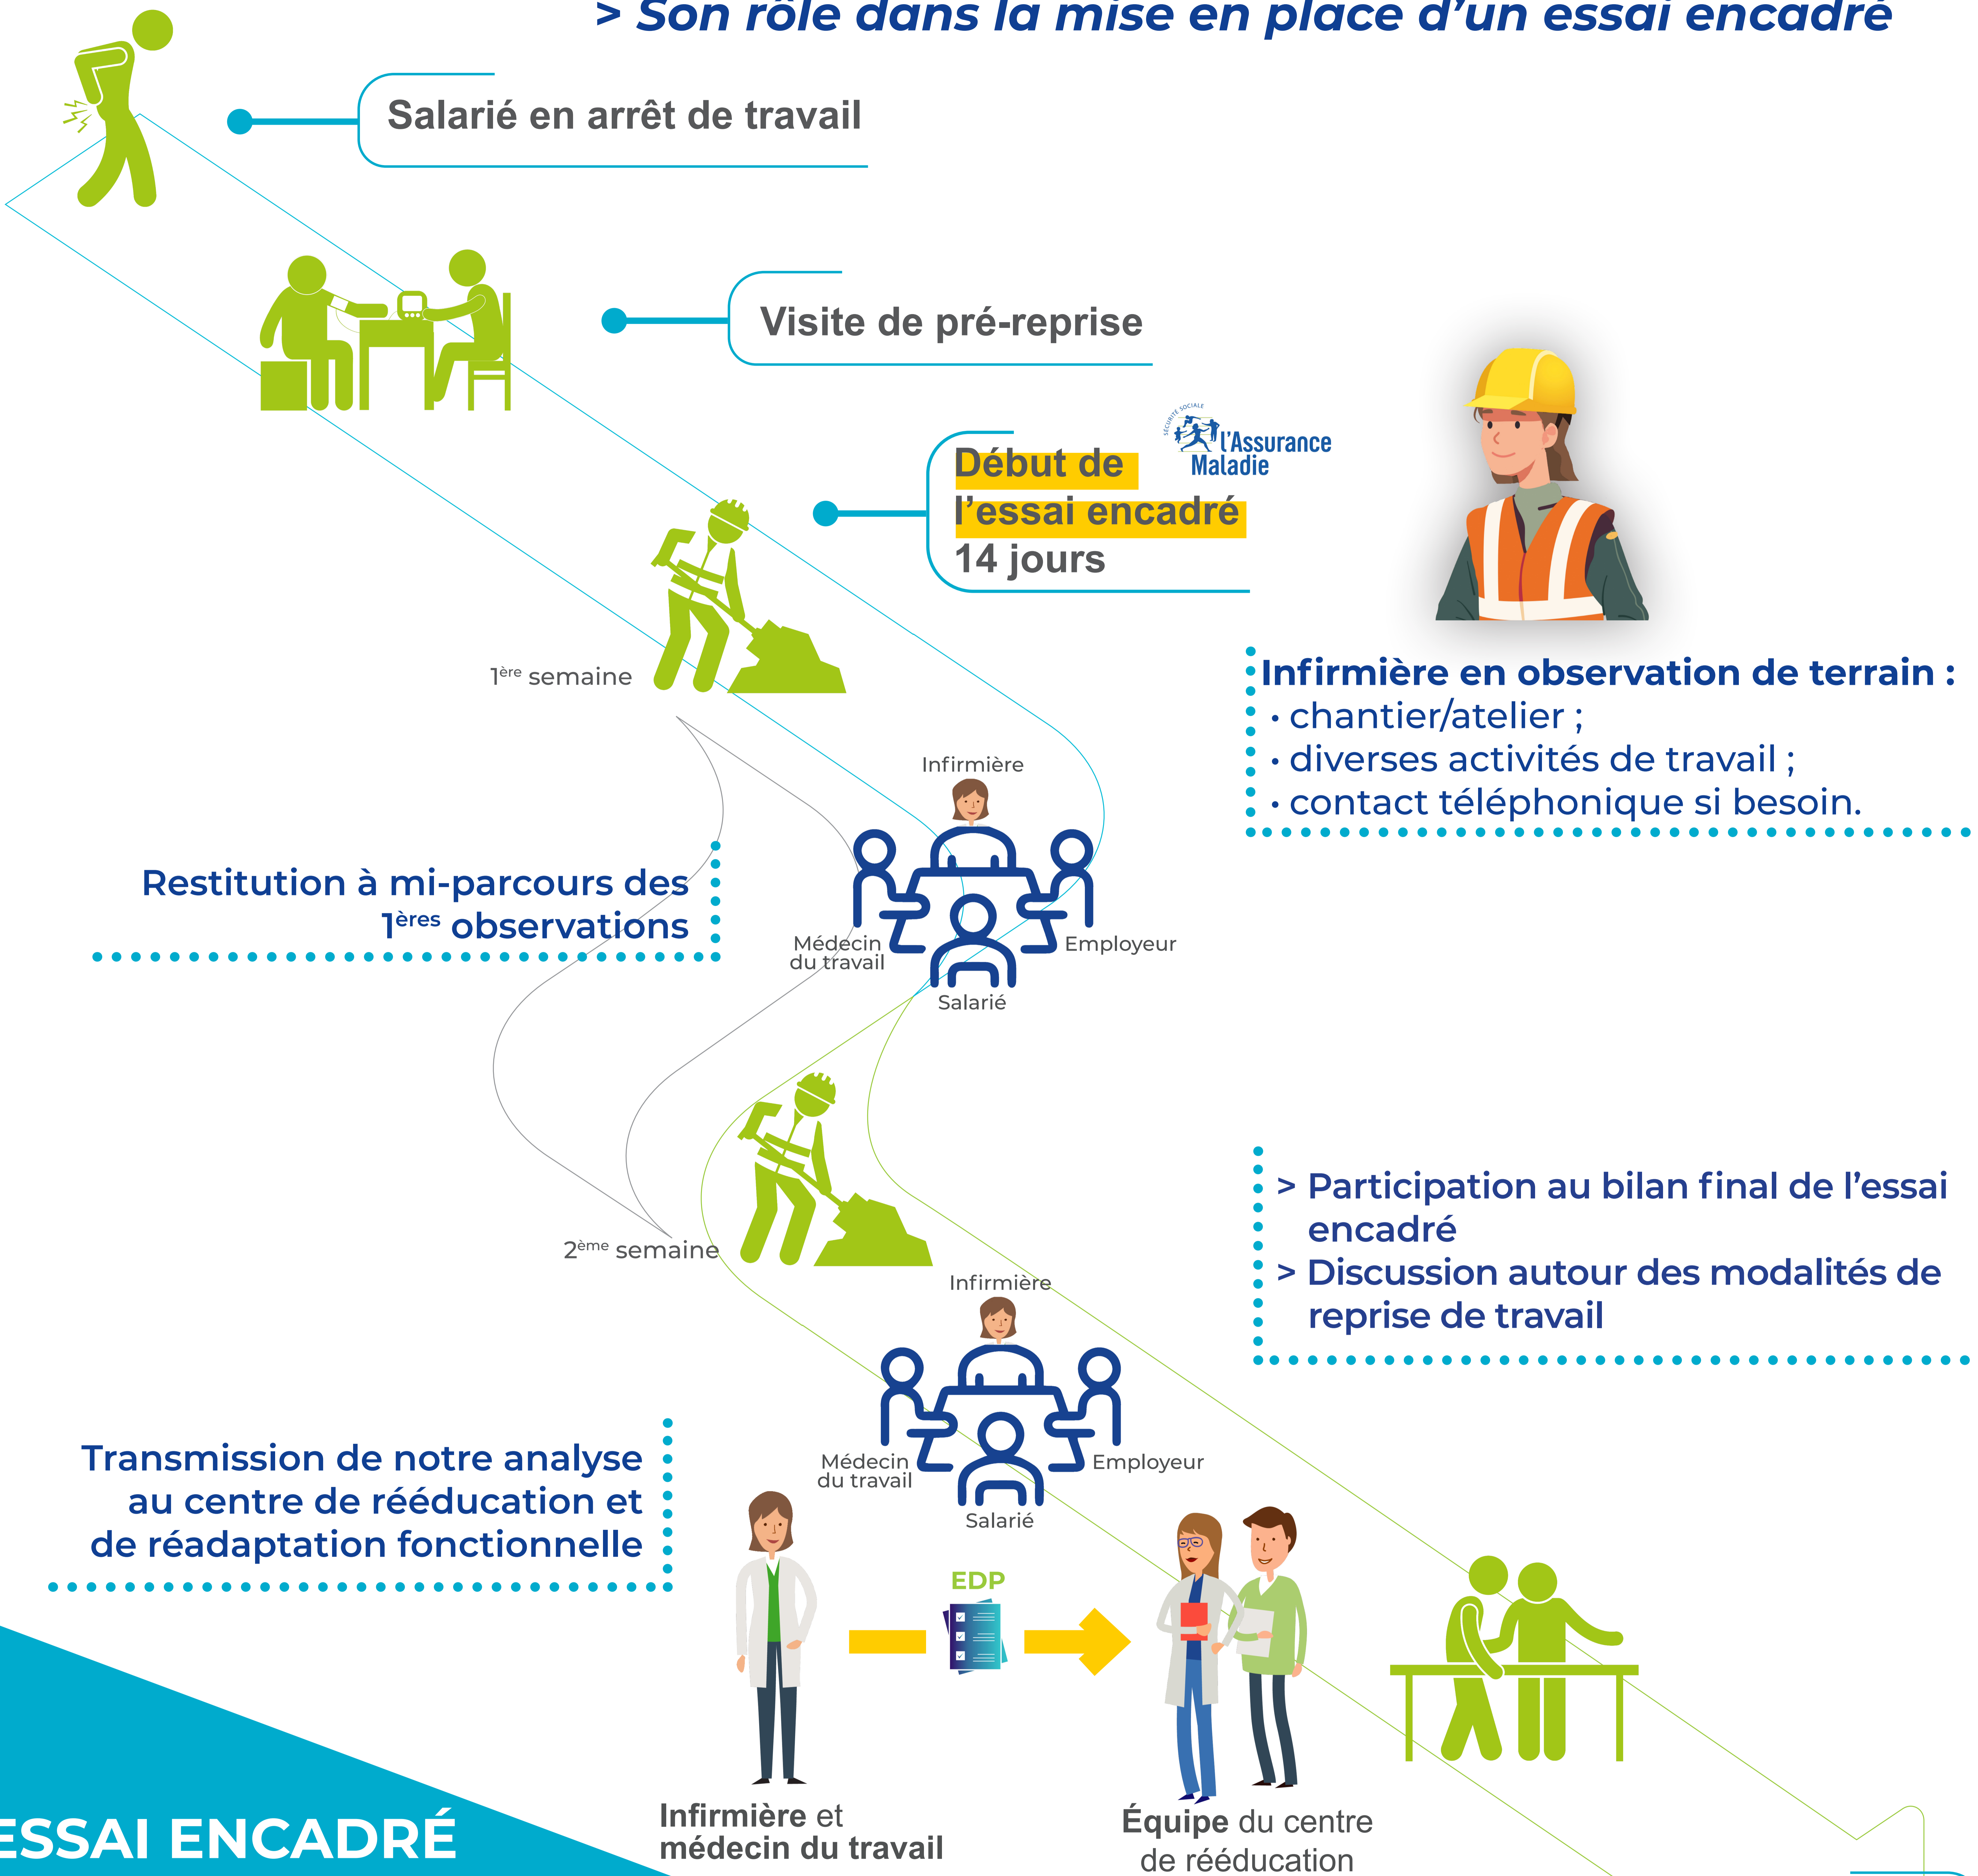 > Son rôle dans la mise en place d’un essai encadré
Salarié en arrêt de travail
Visite de pré-reprise
SÉCURITÉ SOCIALE
l’Assurance
Maladie
Début de
l’essai encadré
14 jours
1ère semaine
Infirmière en observation de terrain :
• chantier/atelier ;
• diverses activités de travail ;
• contact téléphonique si besoin.
Infirmière
Médecin
du travail
Employeur
Salarié
Restitution à mi-parcours des
1ères observations
2ème semaine
> Participation au bilan final de l’essai
encadré
> Discussion autour des modalités de
reprise de travail
Infirmière
Médecin
du travail
Employeur
Salarié
Transmission de notre analyse
au centre de rééducation et
de réadaptation fonctionnelle
EDP
Infirmière et
médecin du travail
Équipe du centre
de rééducation
ESSAI ENCADRÉ